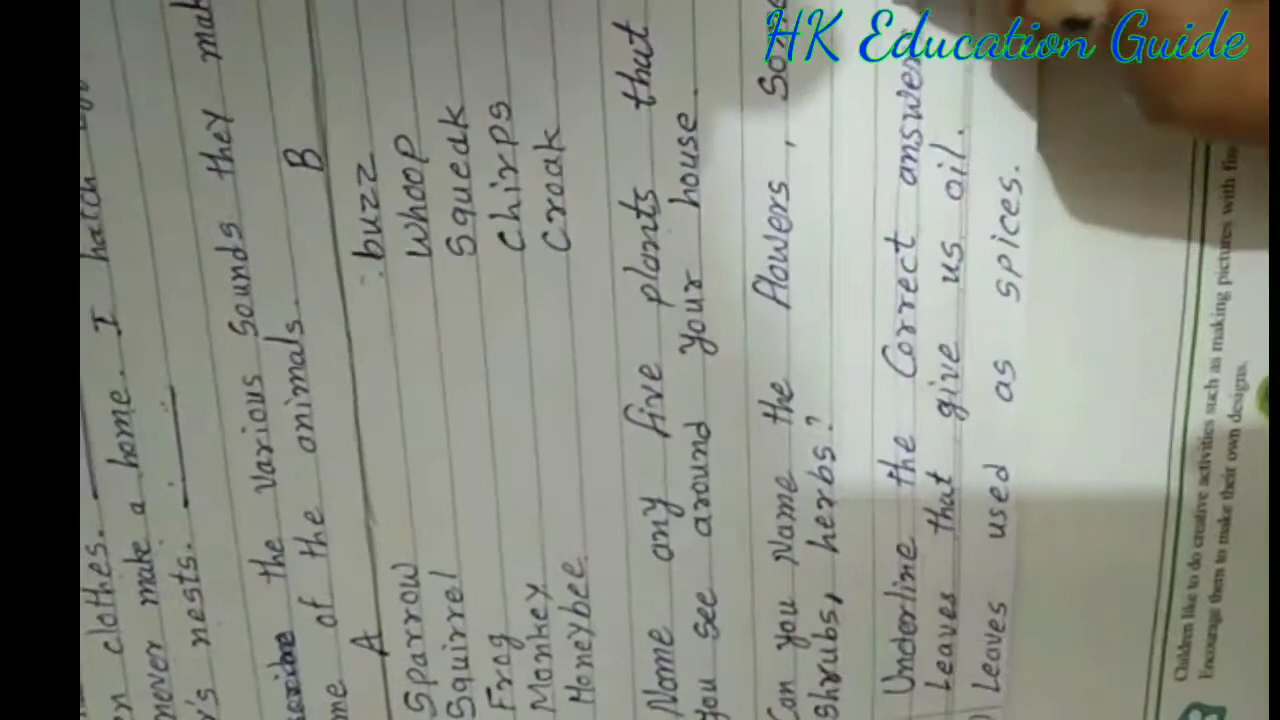 HK Education Guide
clothes. I hatch
never make a home.
nests.
the various sounds they
of the animals.
A B
Sparrow buzz
Squirrel Whoop
Frog Squeak
Monkey Chirps
Honeybee Croak
Name any five plants that
you see around your house.
Can you Name the flowers,
Shrubs, herbs?
Underline the Correct answer
Leaves that give us oil.
Leaves used as spices.
Children like to do creative activities such as making pictures with
Encourage them to make their own designs.